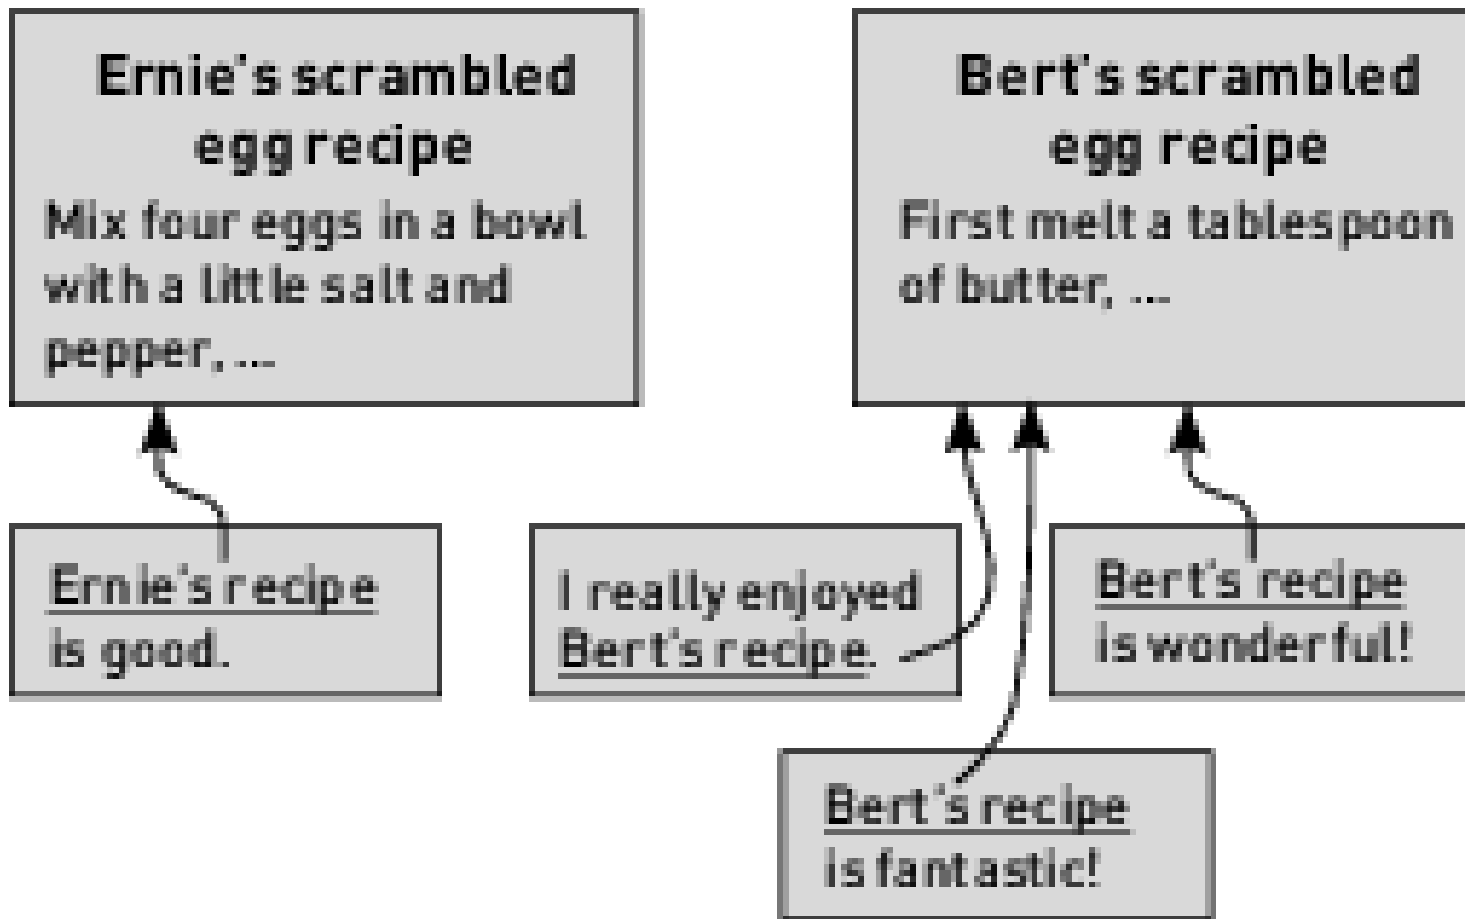 Ernie's scrambled
egg recipe
Mix four eggs in a bowl
with a little salt and
pepper, ...
Bert's scrambled
egg recipe
First melt a tablespoon
of butter, ...
Ernie's recipe
is good.
I really enjoyed
Bert's recipe.
Bert's recipe
is wonderful!
Bert's recipe
is fantastic!